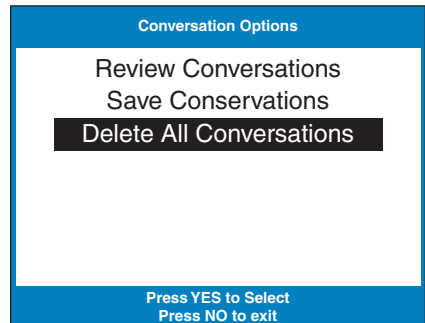 Conversation Options
Review Conversations
Save Conservations
Delete All Conversations
Press YES to Select
Press NO to exit